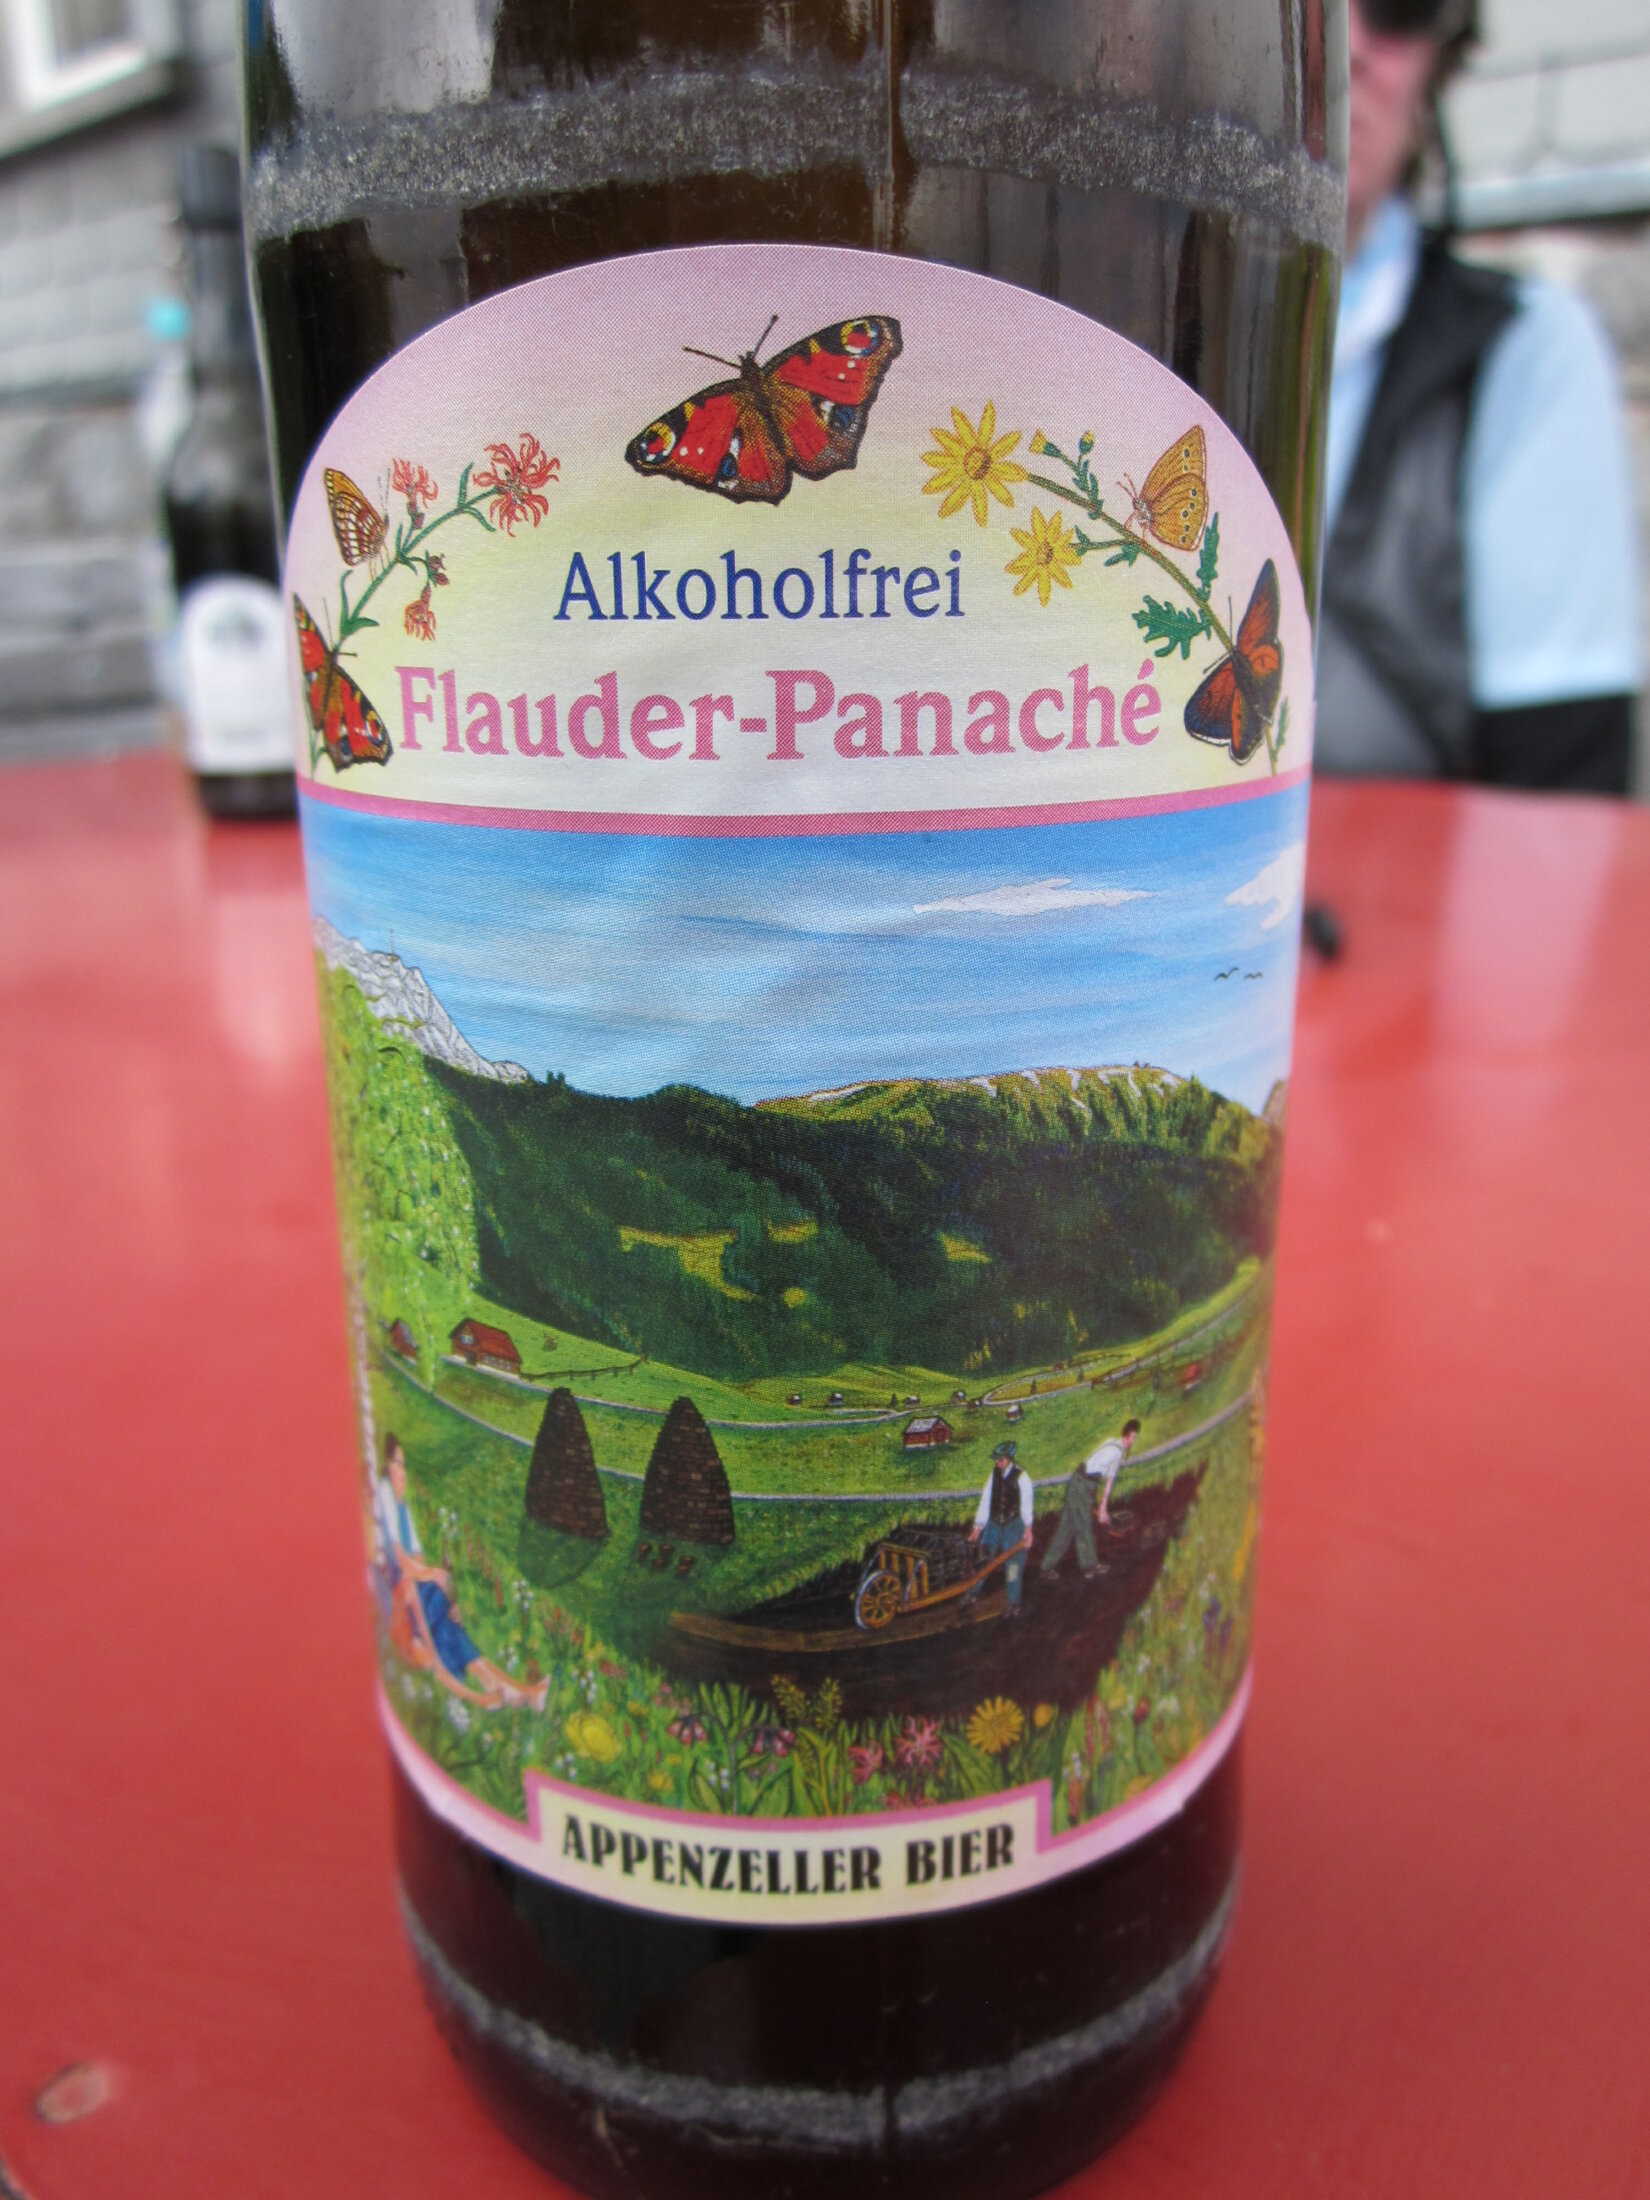 Alkoholfrei
Flauder-Panaché
APPENZELLER BIER